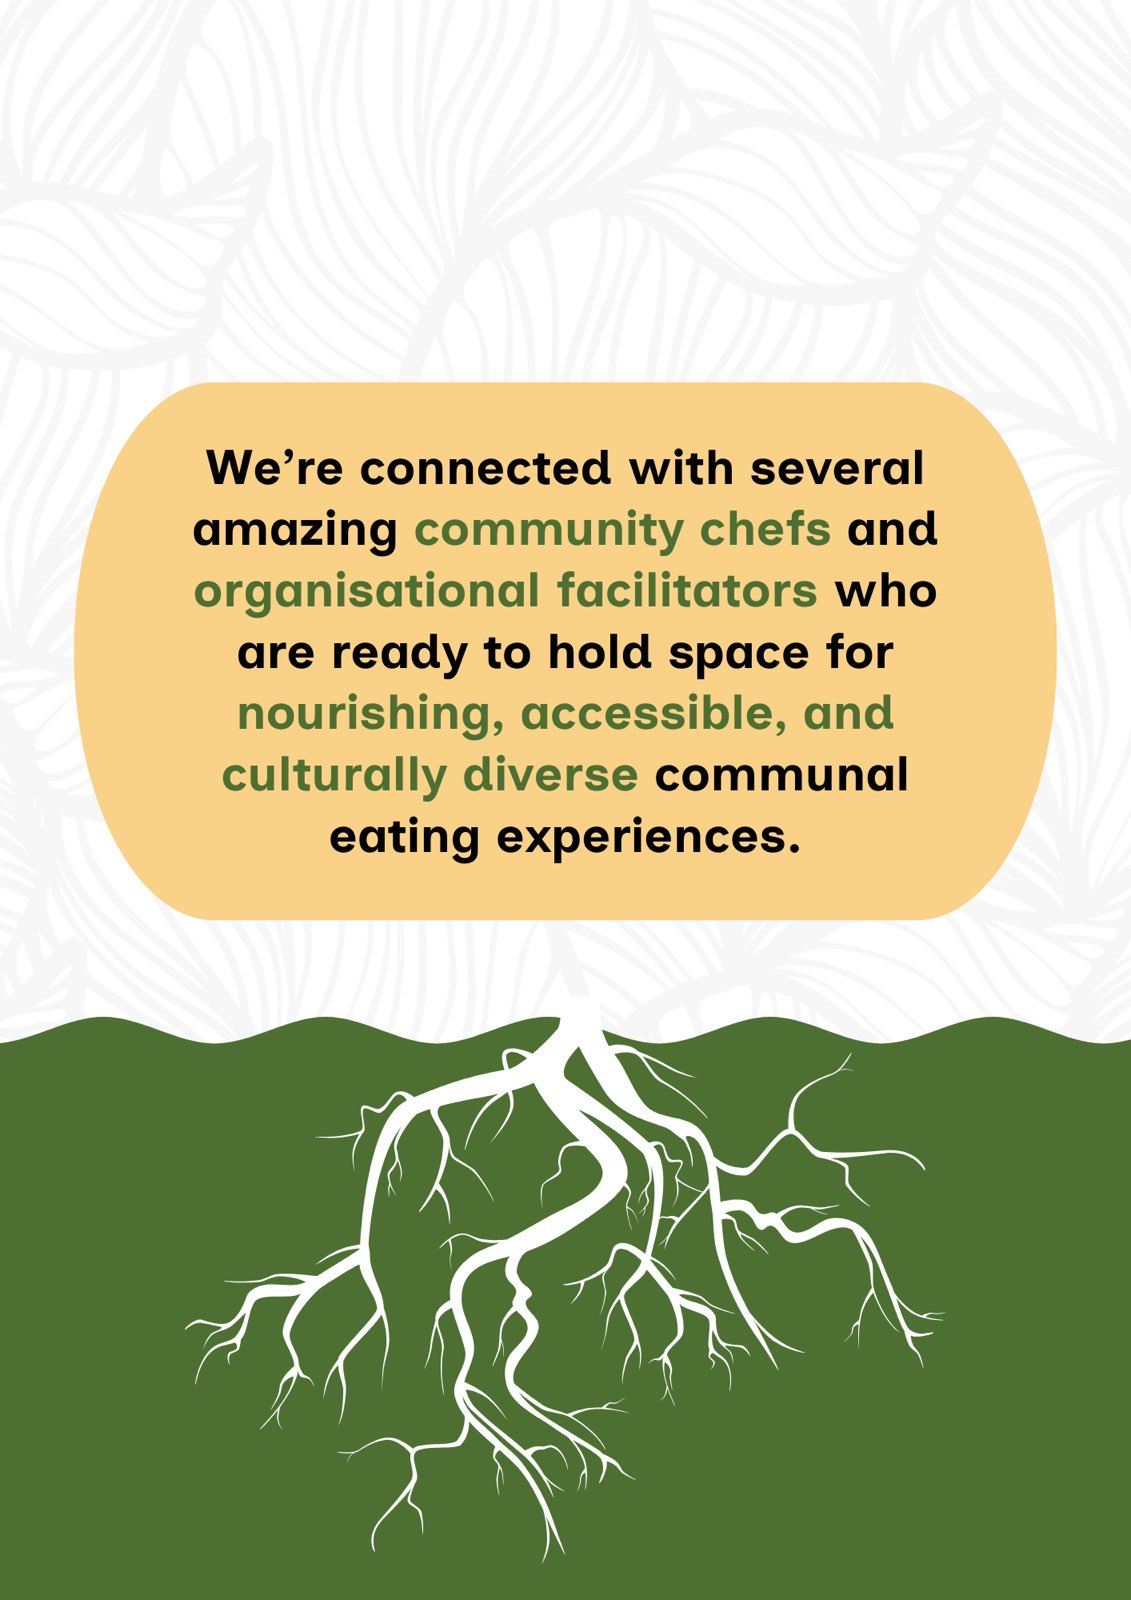 We’re connected with several
amazing community chefs and
organisational facilitators who
are ready to hold space for
nourishing, accessible, and
culturally diverse communal
eating experiences.